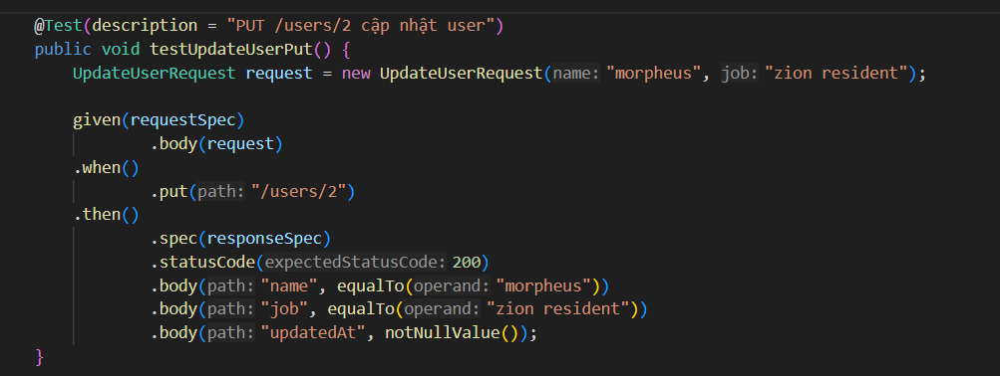 @Test(description = "PUT /users/2 cập nhật user")
public void testUpdateUserPut() {
    UpdateUserRequest request = new UpdateUserRequest(name: "morpheus", job: "zion resident");

    given(requestSpec)
            .body(request)
    .when()
            .put(path: "/users/2")
    .then()
            .spec(responseSpec)
            .statusCode(expectedStatusCode: 200)
            .body(path: "name", equalTo(operand: "morpheus"))
            .body(path: "job", equalTo(operand: "zion resident"))
            .body(path: "updatedAt", notNullValue());
}